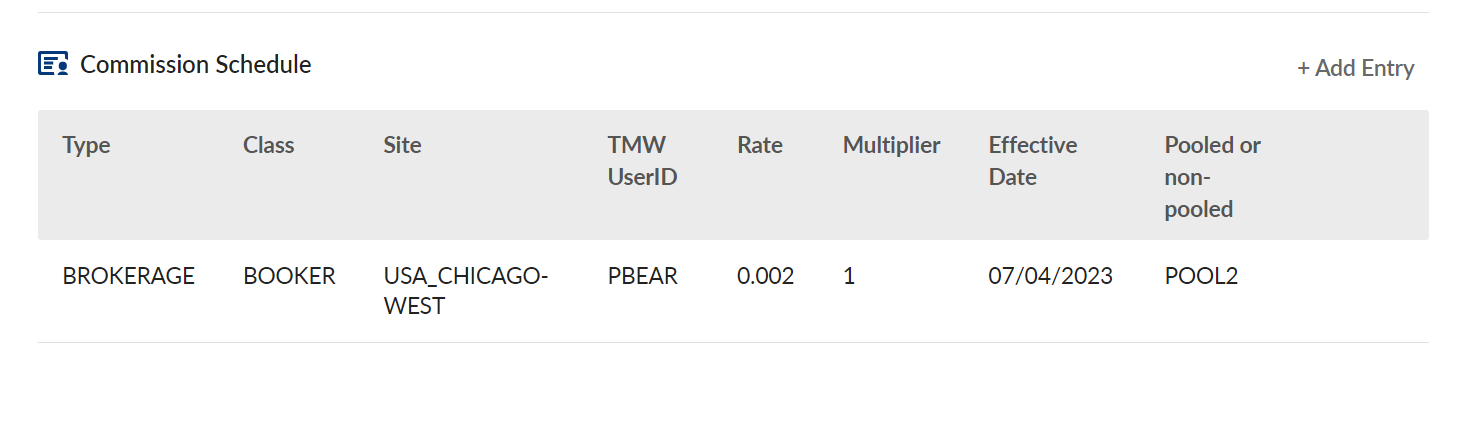 Commission Schedule
+ Add Entry
Type Class Site TMW Rate Multiplier Effective Pooled or
UserID Date non-
pooled
BROKERAGE BOOKER USA_CHICAGO- PBEAR 0.002 1 07/04/2023 POOL2
WEST